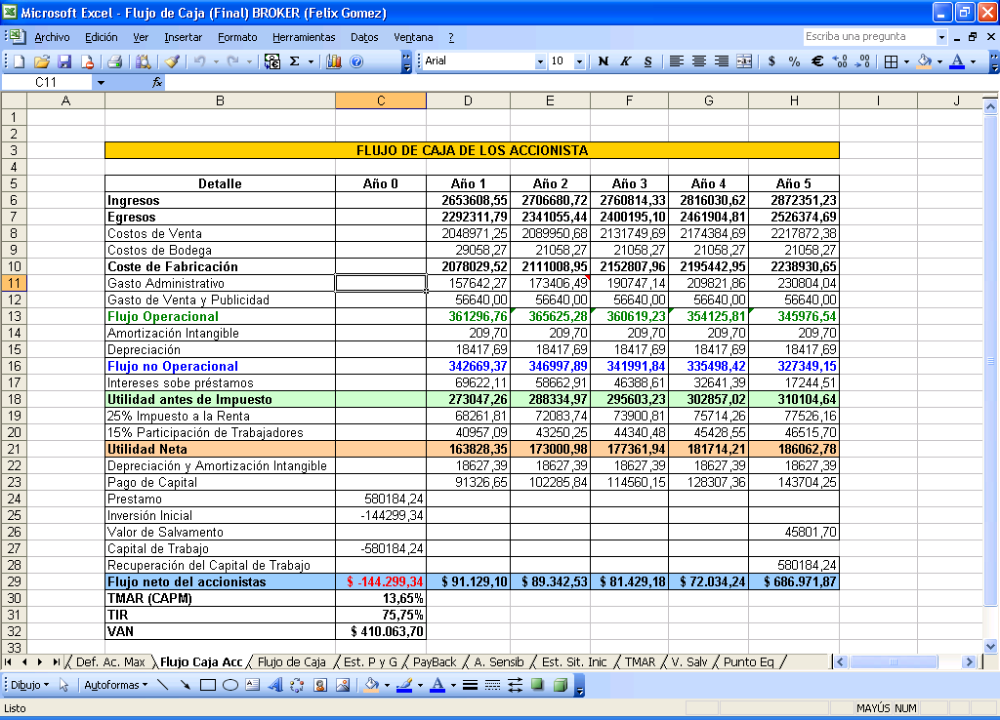 Microsoft Excel - Flujo de Caja (Final) BROKER (Felix Gomez)
Archivo Edición Ver Insertar Formato Herramientas Datos Ventana ? Escriba una pregunta
Arial 10 N K S $ % €
C11 fx
A B C D E F G H I J
1
2
3 FLUJO DE CAJA DE LOS ACCIONISTA
4
5 Detalle Año 0 Año 1 Año 2 Año 3 Año 4 Año 5
6 Ingresos 2653608,55 2706680,72 2760814,33 2816030,62 2872351,23
7 Egresos 2292311,79 2341055,44 2400195,10 2461904,81 2526374,69
8 Costos de Venta 2048971,25 2089950,68 2131749,69 2174384,69 2217872,38
9 Costos de Bodega 29058,27 21058,27 21058,27 21058,27 21058,27
10 Coste de Fabricación 2078029,52 2111008,95 2152807,96 2195442,95 2238930,65
11 Gasto Administrativo 157642,27 173406,49 190747,14 209821,86 230804,04
12 Gasto de Venta y Publicidad 56640,00 56640,00 56640,00 56640,00 56640,00
13 Flujo Operacional 361296,76 365625,28 360619,23 354125,81 345976,54
14 Amortización Intangible 209,70 209,70 209,70 209,70 209,70
15 Depreciación 18417,69 18417,69 18417,69 18417,69 18417,69
16 Flujo no Operacional 342669,37 346997,89 341991,84 335498,42 327349,15
17 Intereses sobe préstamos 69622,11 58662,91 46388,61 32641,39 17244,51
18 Utilidad antes de Impuesto 273047,26 288334,97 295603,23 302857,02 310104,64
19 25% Impuesto a la Renta 68261,81 72083,74 73900,81 75714,26 77526,16
20 15% Participación de Trabajadores 40957,09 43250,25 44340,48 45428,55 46515,70
21 Utilidad Neta 163828,35 173000,98 177361,94 181714,21 186062,78
22 Depreciación y Amortización Intangible 18627,39 18627,39 18627,39 18627,39 18627,39
23 Pago de Capital 91326,65 102285,84 114560,15 128307,36 143704,25
24 Prestamo 580184,24
25 Inversión Inicial -144299,34
26 Valor de Salvamento 45801,70
27 Capital de Trabajo -580184,24
28 Recuperación del Capital de Trabajo 580184,24
29 Flujo neto del accionistas $ -144.299,34 $ 91.129,10 $ 89.342,53 $ 81.429,18 $ 72.034,24 $ 686.971,87
30 TMAR (CAPM) 13,65%
31 TIR 75,75%
32 VAN $ 410.063,70
33
Def. Ac. Max Flujo Caja Acc Flujo de Caja Est. P y G PayBack A. Sensib Est. Sit. Inic TMAR V. Salv Punto Eq
Dibujo Autoformas
Listo MAYÚS NUM